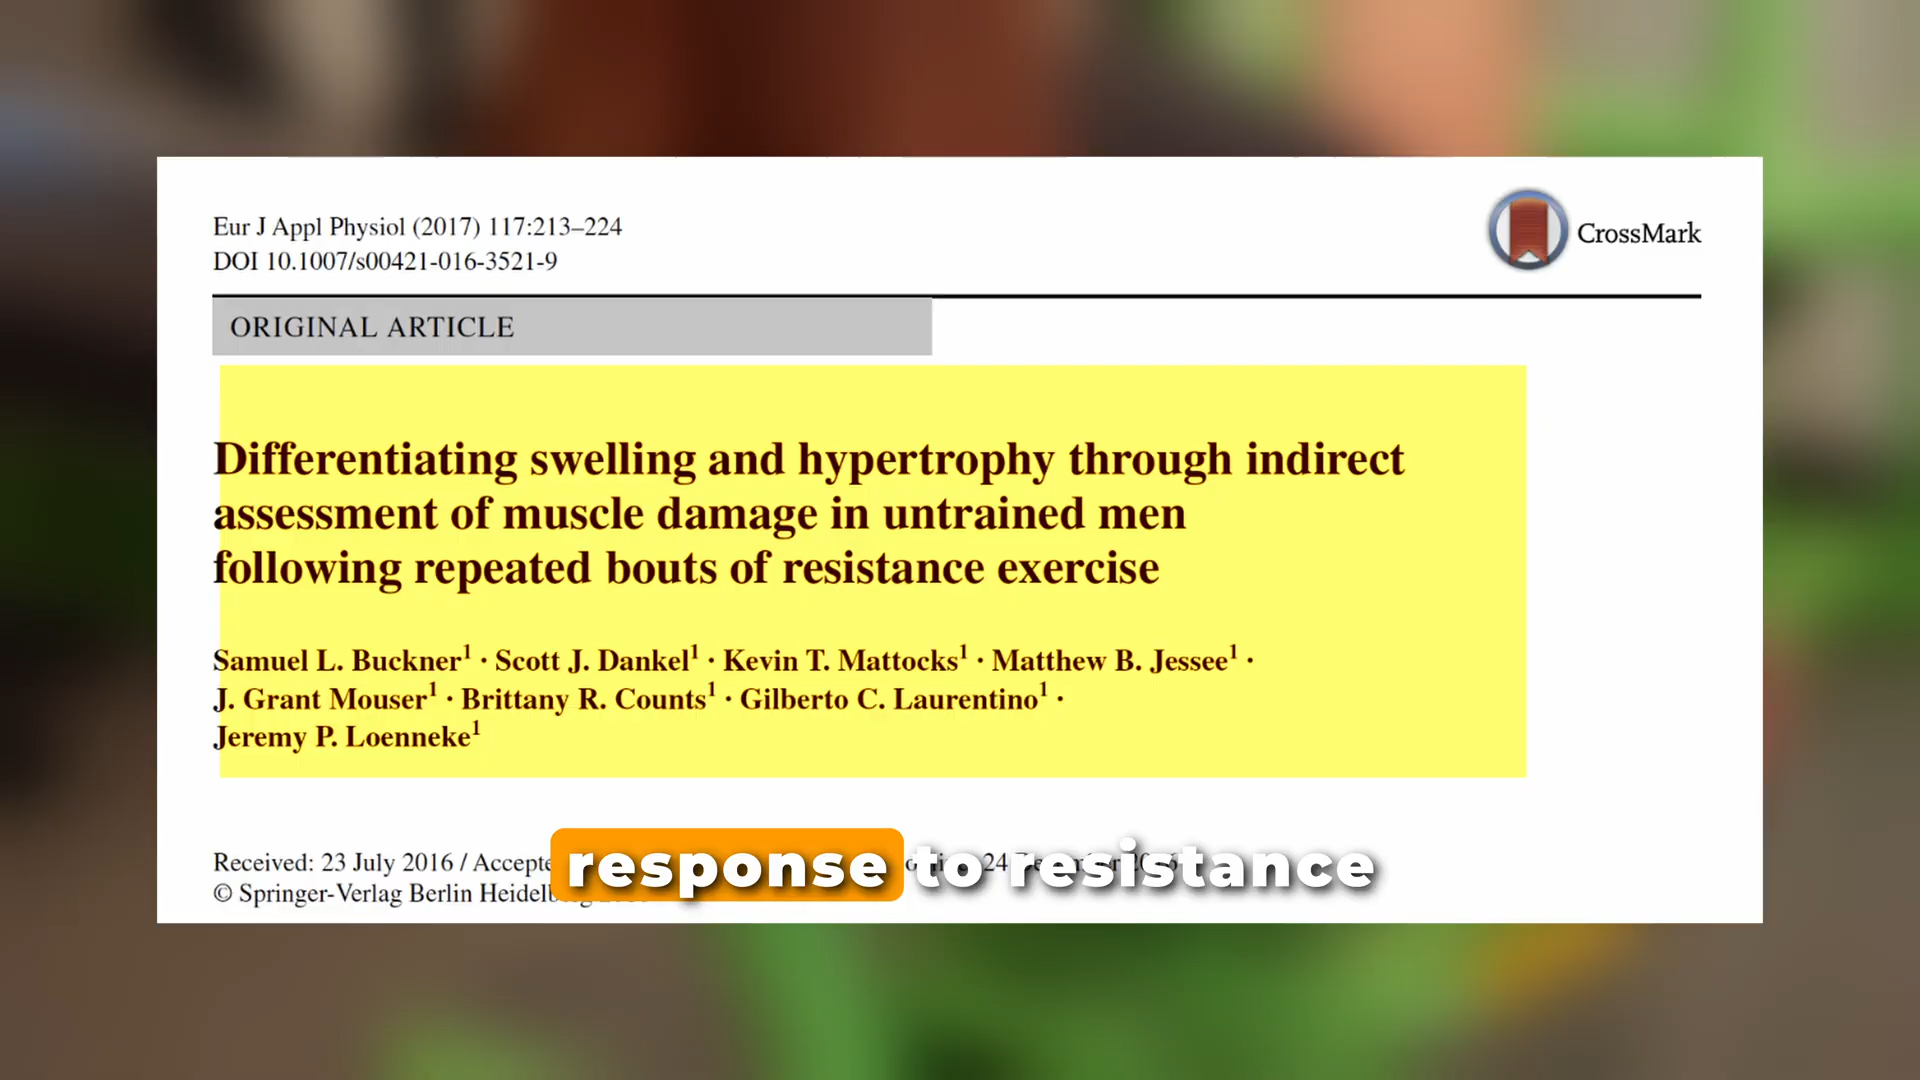 Eur J Appl Physiol (2017) 117:213–224
DOI 10.1007/s00421-016-3521-9
CrossMark
ORIGINAL ARTICLE
Differentiating swelling and hypertrophy through indirect
assessment of muscle damage in untrained men
following repeated bouts of resistance exercise
Samuel L. Buckner1 · Scott J. Dankel1 · Kevin T. Mattocks1 · Matthew B. Jessee1 ·
J. Grant Mouser1 · Brittany R. Counts1 · Gilberto C. Laurentino1 ·
Jeremy P. Loenneke1
Received: 23 July 2016 / 24
© Springer-Verlag Berlin
response to resistance